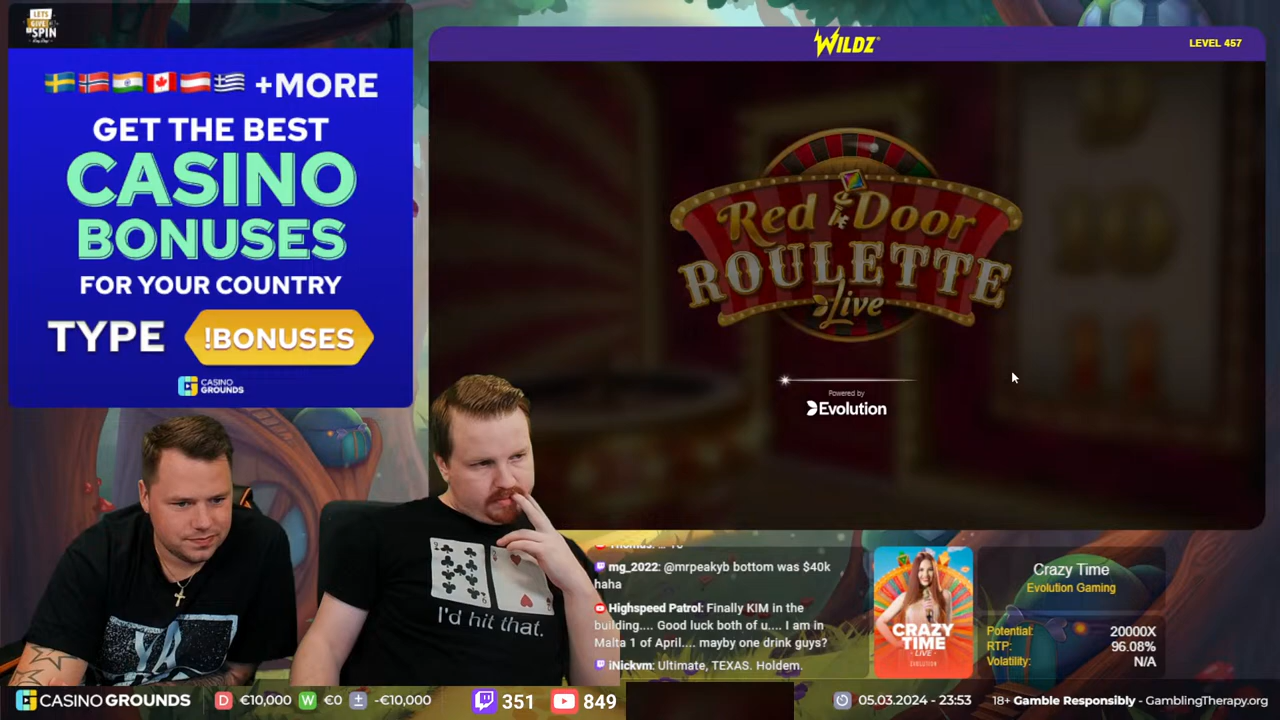 LETS
GIVE IT
SPIN
+MORE
GET THE BEST
CASINO
BONUSES
FOR YOUR COUNTRY
TYPE !BONUSES
CASINO
GROUNDS
WILDZ
LEVEL 457
Red Door
ROULETTE
Live
Powered by
Evolution
I'd hit that.
mg_2022: @mrpeakyb bottom was $40k
haha
Highspeed Patrol: Finally KIM in the
building.... Good luck both of u.... I am in
Malta 1 of April.... mayby one drink guys?
iNickvm: Ultimate, TEXAS. Holdem.
CRAZY
TIME
LIVE
EVOLUTION
Crazy Time
Evolution Gaming
Potential: 20000X
RTP: 96.08%
Volatility: N/A
CASINO GROUNDS
D €10,000 W €0 ± -€10,000
351
849
05.03.2024 - 23:53
18+ Gamble Responsibly - GamblingTherapy.org